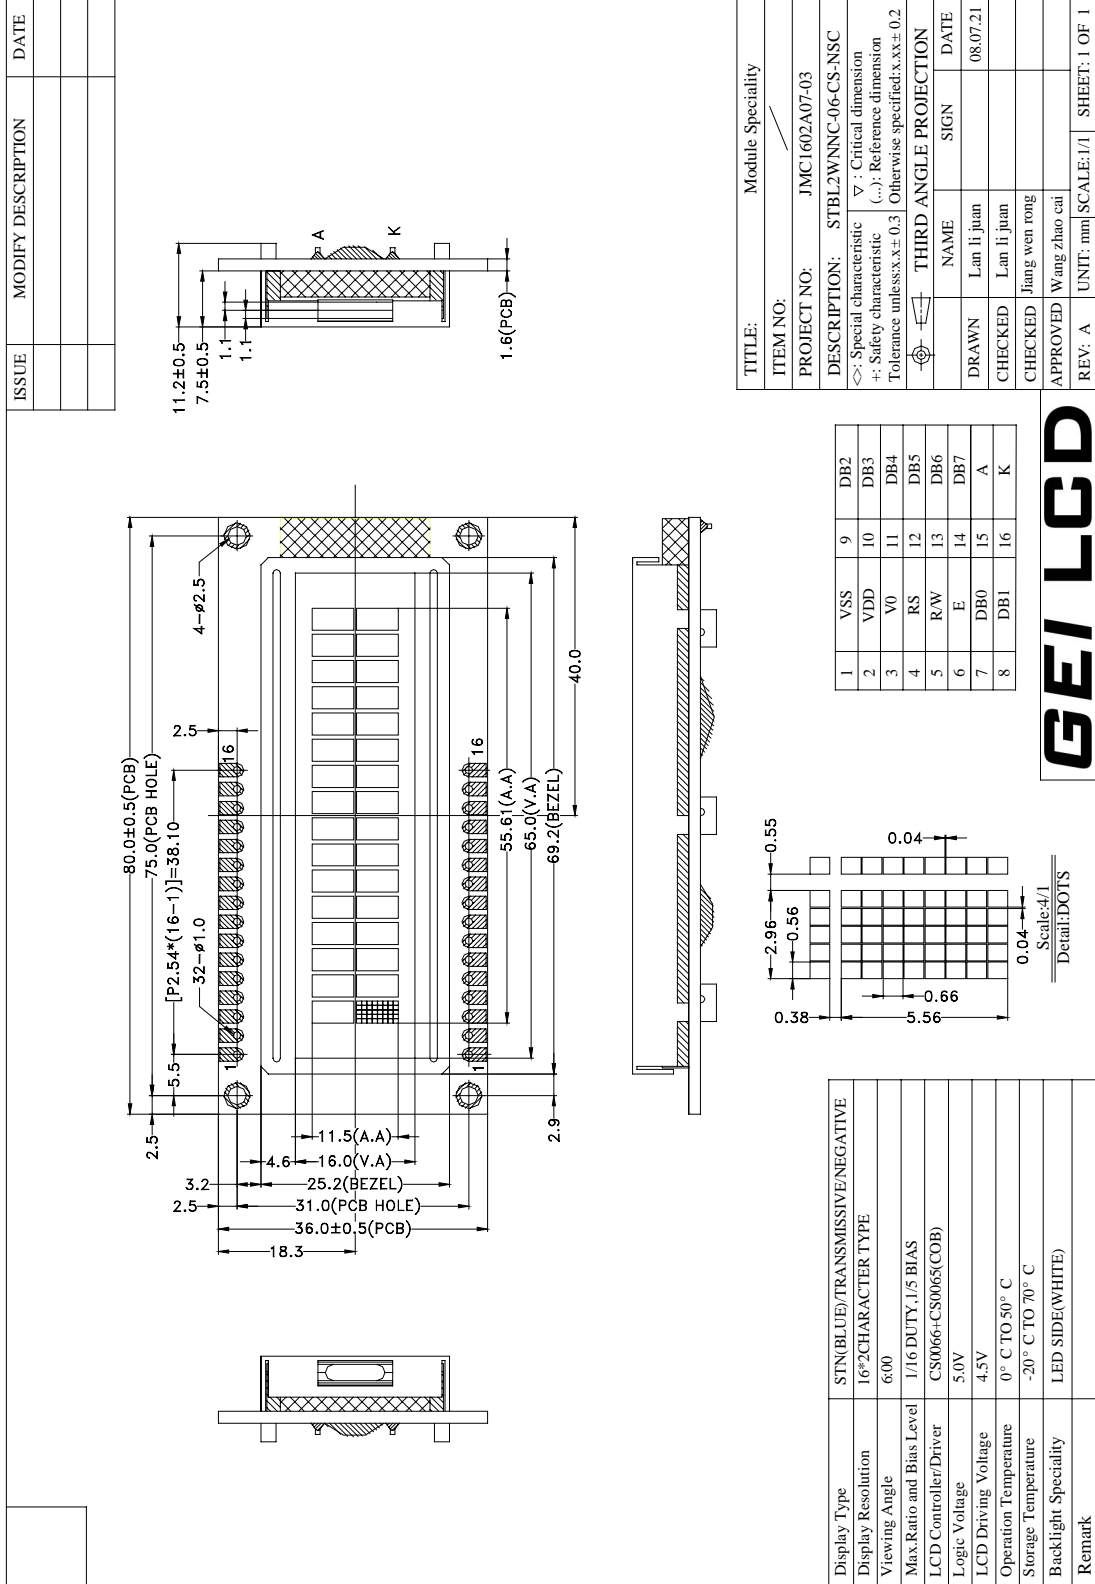 ISSUE MODIFY DESCRIPTION DATE
11.2±0.5
7.5±0.5
1.1
1.1
1.6(PCB)
A
K
80.0±0.5(PCB)
75.0(PCB HOLE)
[P2.54*(16-1)]=38.10
32-ø1.0
4-ø2.5
2.5
5.5
2.5
1
16
1
16
55.61(A.A)
65.0(V.A)
69.2(BEZEL)
40.0
2.9
11.5(A.A)
4.6
16.0(V.A)
3.2
25.2(BEZEL)
2.5
31.0(PCB HOLE)
36.0±0.5(PCB)
18.3
0.55
2.96
0.56
0.04
0.04
0.66
0.38
5.56
Scale:4/1
Detail:DOTS
Display Type STN(BLUE)/TRANSMISSIVE/NEGATIVE
Display Resolution 16*2CHARACTER TYPE
Viewing Angle 6:00
Max.Ratio and Bias Level 1/16 DUTY,1/5 BIAS
LCD Controller/Driver CS0066+CS0065(COB)
Logic Voltage 5.0V
LCD Driving Voltage 4.5V
Operation Temperature 0° C TO 50° C
Storage Temperature -20° C TO 70° C
Backlight Speciality LED SIDE(WHITE)
Remark
1 VSS 9 DB2
2 VDD 10 DB3
3 V0 11 DB4
4 RS 12 DB5
5 R/W 13 DB6
6 E 14 DB7
7 DB0 15 A
8 DB1 16 K
GEI LCD
TITLE: Module Speciality
ITEM NO:
PROJECT NO: JMC1602A07-03
DESCRIPTION: STBL2WNNC-06-CS-NSC
<>: Special characteristic ▽ : Critical dimension
+: Safety characteristic (...): Reference dimension
Tolerance unless:x.x± 0.3 Otherwise specified:x.xx± 0.2
THIRD ANGLE PROJECTION
NAME SIGN DATE
DRAWN Lan li juan 08.07.21
CHECKED Lan li juan
CHECKED Jiang wen rong
APPROVED Wang zhao cai
REV: A UNIT: mm SCALE:1/1 SHEET: 1 OF 1